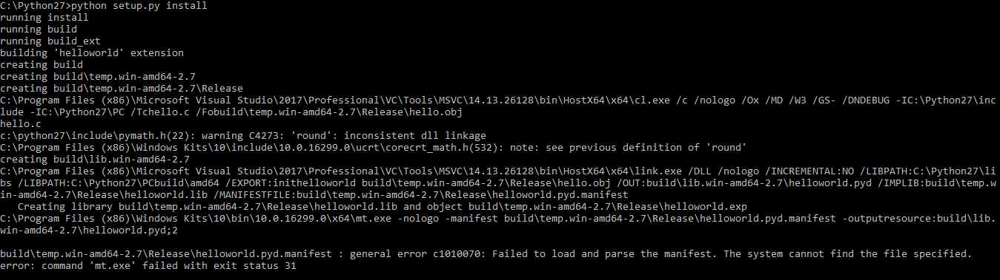 C:\Python27>python setup.py install
running install
running build
running build_ext
building 'helloworld' extension
creating build
creating build\temp.win-amd64-2.7
creating build\temp.win-amd64-2.7\Release
C:\Program Files (x86)\Microsoft Visual Studio\2017\Professional\VC\Tools\MSVC\14.13.26128\bin\HostX64\x64\cl.exe /c /nologo /Ox /MD /W3 /GS- /DNDEBUG -IC:\Python27\inc
lude -IC:\Python27\PC /Tchello.c /Fobuild\temp.win-amd64-2.7\Release\hello.obj
hello.c
c:\python27\include\pymath.h(22): warning C4273: 'round': inconsistent dll linkage
C:\Program Files (x86)\Windows Kits\10\include\10.0.16299.0\ucrt\corecrt_math.h(532): note: see previous definition of 'round'
creating build\lib.win-amd64-2.7
C:\Program Files (x86)\Microsoft Visual Studio\2017\Professional\VC\Tools\MSVC\14.13.26128\bin\HostX64\x64\link.exe /DLL /nologo /INCREMENTAL:NO /LIBPATH:C:\Python27\li
bs /LIBPATH:C:\Python27\PCbuild\amd64 /EXPORT:inithelloworld build\temp.win-amd64-2.7\Release\hello.obj /OUT:build\lib.win-amd64-2.7\helloworld.pyd /IMPLIB:build\temp.w
in-amd64-2.7\Release\helloworld.lib /MANIFESTFILE:build\temp.win-amd64-2.7\Release\helloworld.pyd.manifest
   Creating library build\temp.win-amd64-2.7\Release\helloworld.lib and object build\temp.win-amd64-2.7\Release\helloworld.exp
C:\Program Files (x86)\Windows Kits\10\bin\10.0.16299.0\x64\mt.exe -nologo -manifest build\temp.win-amd64-2.7\Release\helloworld.pyd.manifest -outputresource:build\lib.
win-amd64-2.7\helloworld.pyd;2
build\temp.win-amd64-2.7\Release\helloworld.pyd.manifest : general error c1010070: Failed to load and parse the manifest. The system cannot find the file specified.
error: command 'mt.exe' failed with exit status 31